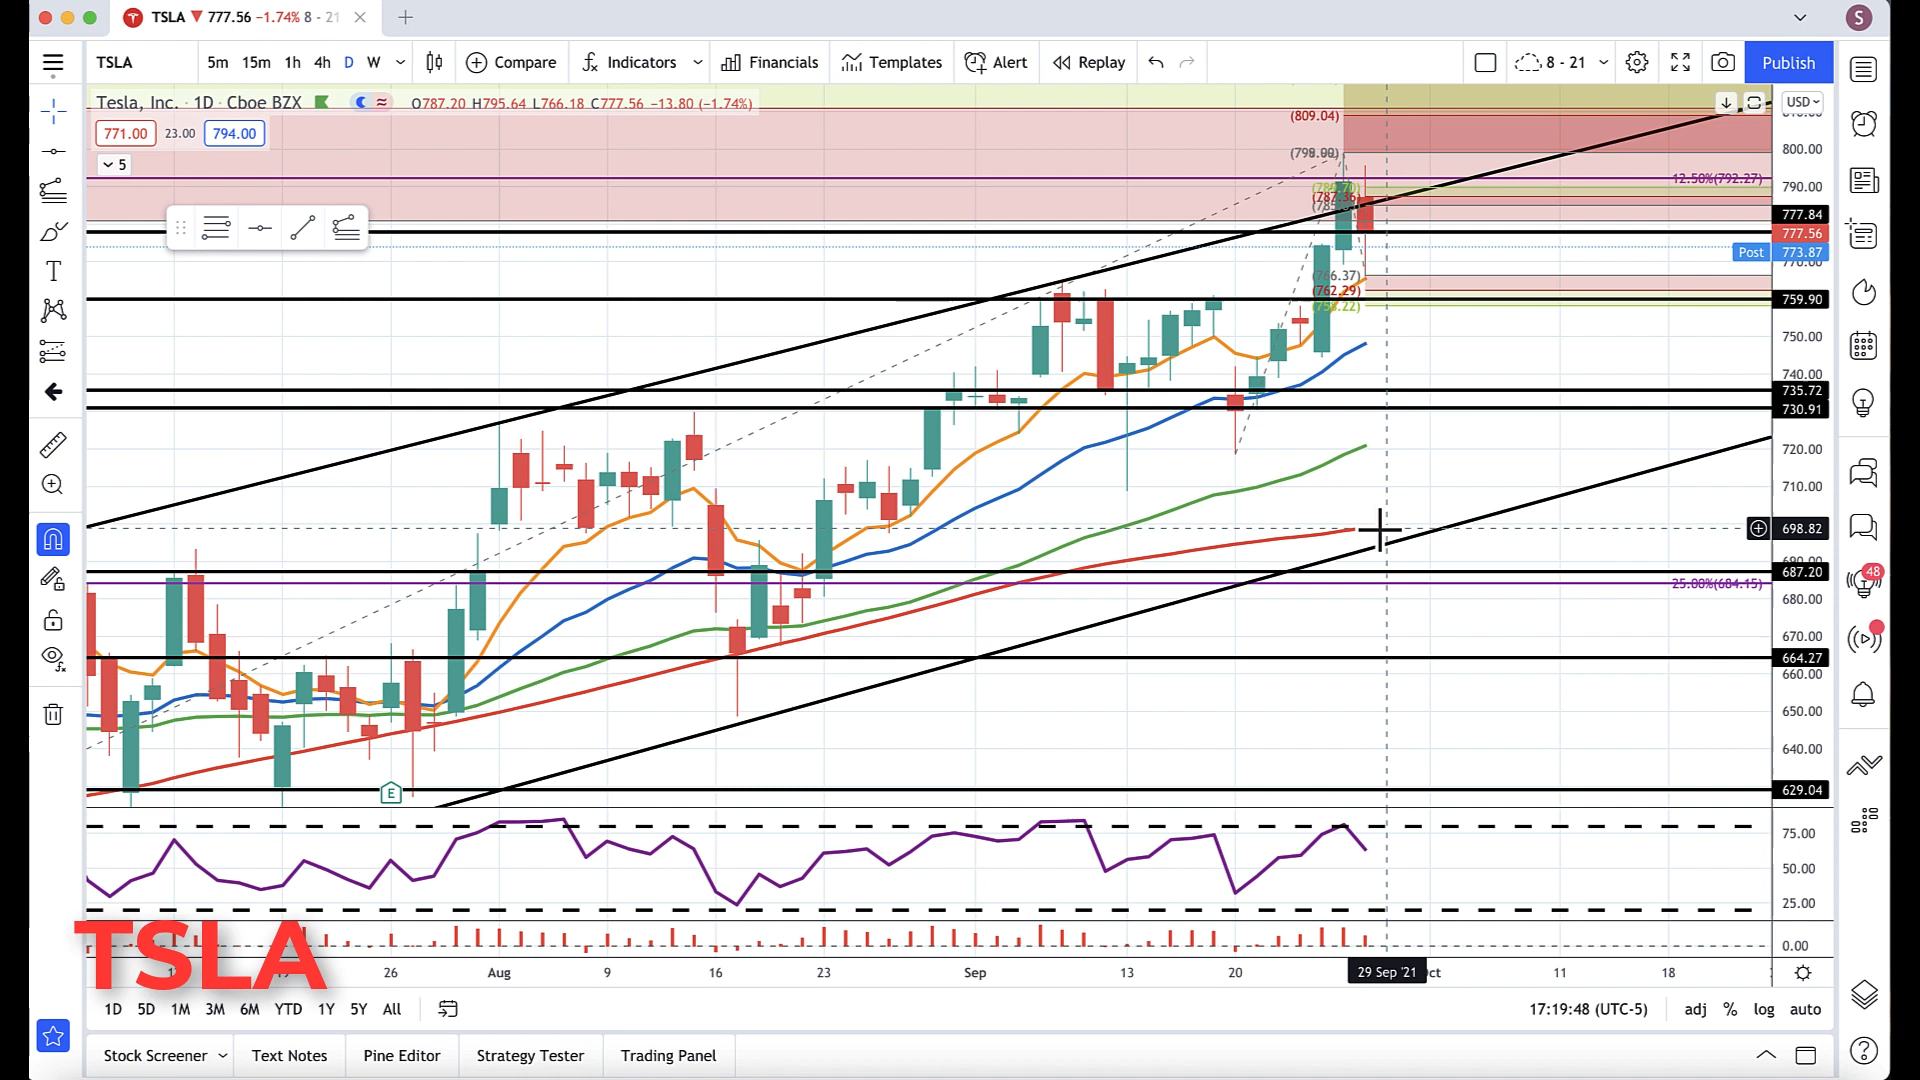 TSLA ▼ 777.56 −1.74% 8 - 21
S
TSLA 5m 15m 1h 4h D W Compare Indicators Financials Templates Alert Replay 8 - 21 Publish
Tesla, Inc. · 1D · Cboe BZX O787.20 H795.64 L766.18 C777.56 −13.80 (−1.74%) USD
771.00 23.00 794.00
(809.04)
5
800.00
12.50%(792.27)
790.00
(787.36)
777.84
777.56
Post 773.87
770.00
(766.37)
(762.29)
759.90
750.00
740.00
735.72
730.91
720.00
710.00
698.82
687.20
25.00%(684.15)
680.00
670.00
664.27
660.00
650.00
640.00
E 629.04
75.00
50.00
25.00
0.00
TSLA
26 Aug 9 16 23 Sep 13 20 29 Sep '21 11 18
1D 5D 1M 3M 6M YTD 1Y 5Y All 17:19:48 (UTC-5) adj % log auto
Stock Screener Text Notes Pine Editor Strategy Tester Trading Panel
48